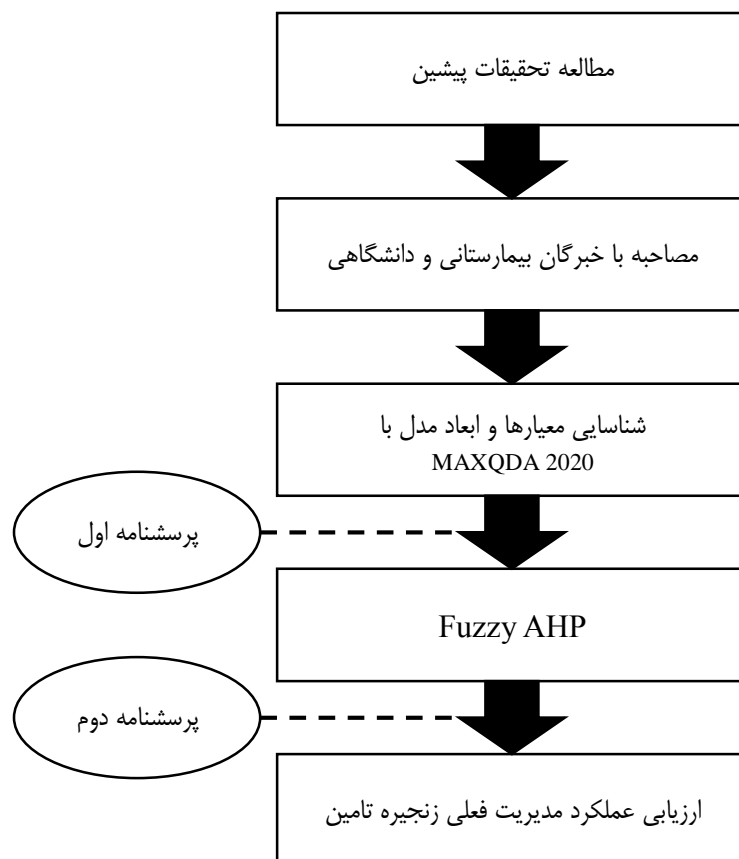 مطالعه تحقیقات پیشین
مصاحبه با خبرگان بیمارستانی و دانشگاهی
شناسایی معیارها و ابعاد مدل با
MAXQDA 2020
پرسشنامه اول
Fuzzy AHP
پرسشنامه دوم
ارزیابی عملکرد مدیریت فعلی زنجیره تامین